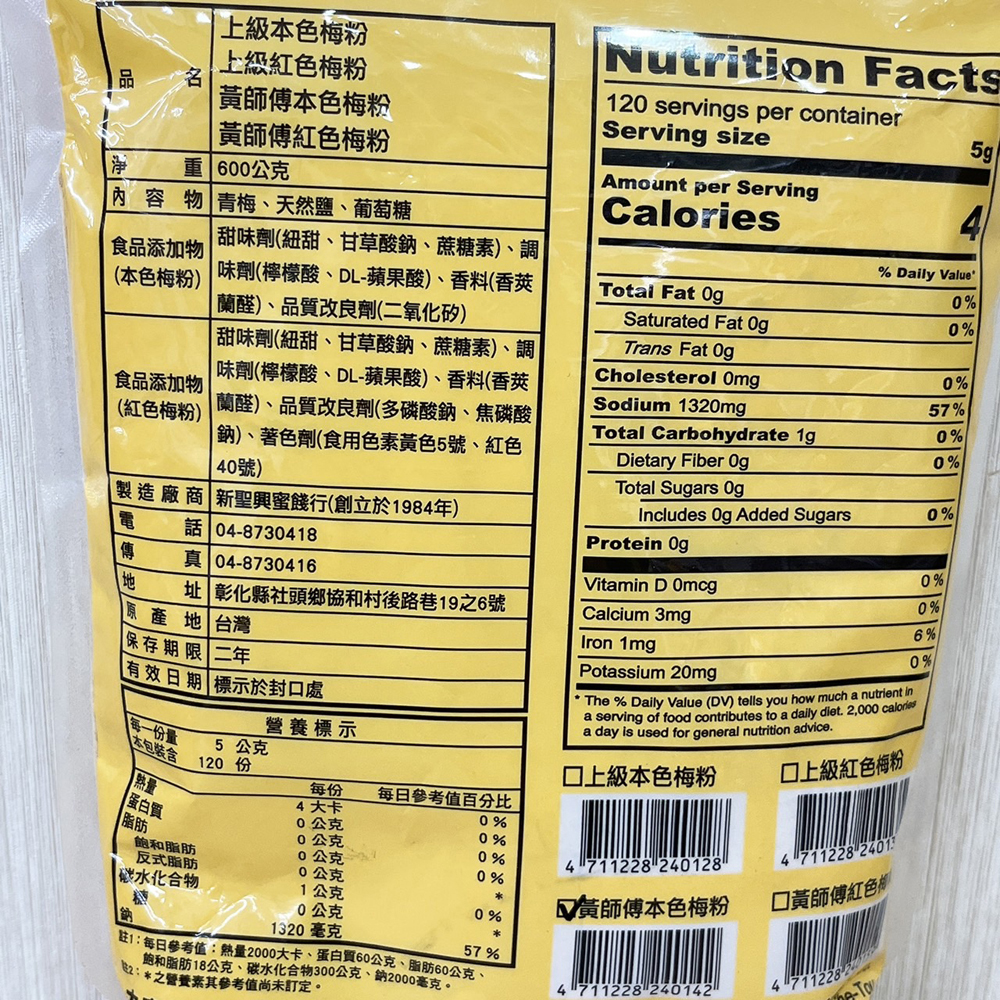 品名
上級本色梅粉
上級紅色梅粉
黃師傅本色梅粉
黃師傅紅色梅粉
淨重 600公克
內容物 青梅、天然鹽、葡萄糖
食品添加物
(本色梅粉)
甜味劑(紐甜、甘草酸鈉、蔗糖素)、調
味劑(檸檬酸、DL-蘋果酸)、香料(香莢
蘭醛)、品質改良劑(二氧化矽)
食品添加物
(紅色梅粉)
甜味劑(紐甜、甘草酸鈉、蔗糖素)、調
味劑(檸檬酸、DL-蘋果酸)、香料(香莢
蘭醛)、品質改良劑(多磷酸鈉、焦磷酸
鈉)、著色劑(食用色素黃色5號、紅色
40號)
製造廠商 新聖興蜜餞行(創立於1984年)
電話 04-8730418
傳真 04-8730416
地址 彰化縣社頭鄉協和村後路巷19之6號
原產地 台灣
保存期限 二年
有效日期 標示於封口處
營養標示
每一份量 5 公克
本包裝含 120 份
每份 每日參考值百分比
熱量 4 大卡 0%
蛋白質 0 公克 0%
脂肪 0 公克 0%
飽和脂肪 0 公克 0%
反式脂肪 0 公克 *
碳水化合物 1 公克 0%
糖 0 公克 *
鈉 1320 毫克 57%
註1:每日參考值:熱量2000大卡、蛋白質60公克、脂肪60公克、
飽和脂肪18公克、碳水化合物300公克、鈉2000毫克。
註2:*之營養素其參考值尚未訂定。
Nutrition Facts
120 servings per container
Serving size 5g
Amount per Serving
Calories 4
% Daily Value*
Total Fat 0g 0%
Saturated Fat 0g 0%
Trans Fat 0g
Cholesterol 0mg 0%
Sodium 1320mg 57%
Total Carbohydrate 1g 0%
Dietary Fiber 0g 0%
Total Sugars 0g
Includes 0g Added Sugars 0%
Protein 0g
Vitamin D 0mcg 0%
Calcium 3mg 0%
Iron 1mg 6%
Potassium 20mg 0%
* The % Daily Value (DV) tells you how much a nutrient in
a serving of food contributes to a daily diet. 2,000 calories
a day is used for general nutrition advice.
□上級本色梅粉
4 711228 240128
□上級紅色梅粉
4 711228 24013
☑黃師傅本色梅粉
4 711228 240142
□黃師傅紅色梅
4 711228